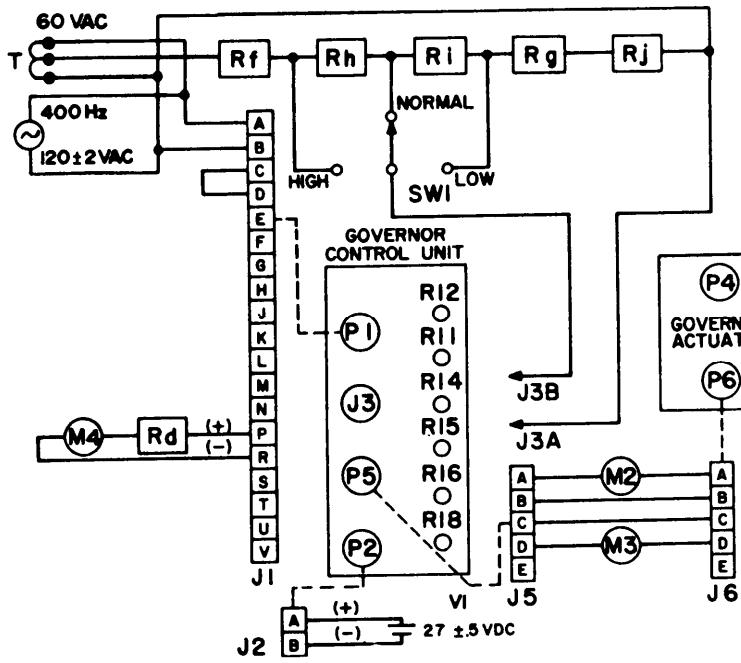 60 VAC
T
Rf
Rh
Ri
Rg
Rj
400 Hz
NORMAL
120 ± 2 VAC
HIGH
LOW
SW1
A
B
C
D
E
F
G
H
J
K
L
M
N
P
R
S
T
U
V
J1
GOVERNOR
CONTROL UNIT
R12
P1
R11
J3
R14
R15
P5
R16
P2
R18
J3B
J3A
P4
GOVERN
ACTUAT
P6
M4
Rd
(+)
(-)
A
B
C
D
E
J5
M2
M3
A
B
C
D
E
J6
V1
J2
A
B
(+)
(-)
27 ± .5 VDC